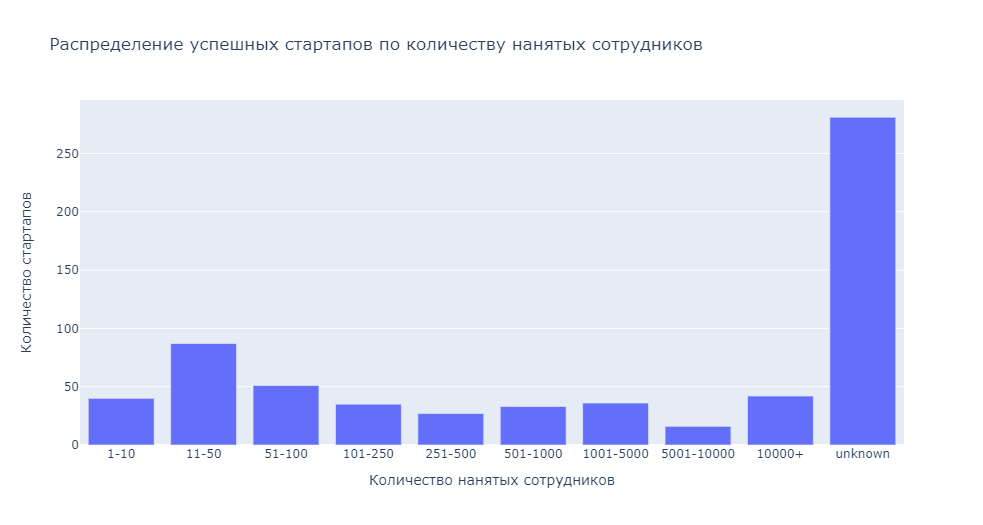 Распределение успешных стартапов по количеству нанятых сотрудников
Количество стартапов
250
200
150
100
50
0
1-10 11-50 51-100 101-250 251-500 501-1000 1001-5000 5001-10000 10000+ unknown
Количество нанятых сотрудников